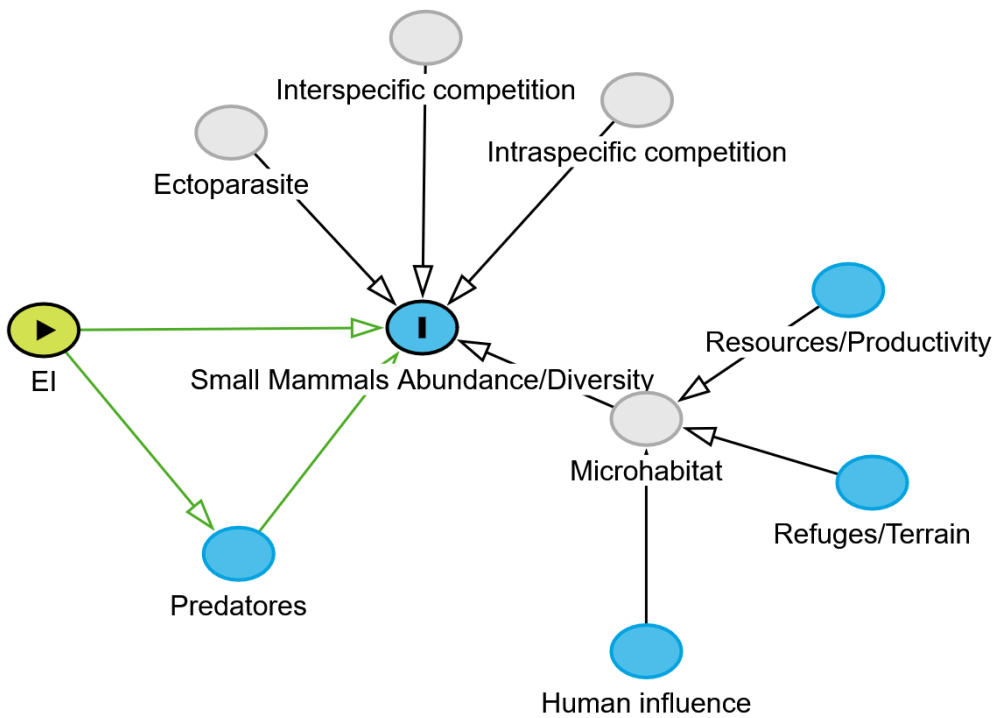 Interspecific competition
Intraspecific competition
Ectoparasite
Resources/Productivity
EI
Small Mammals Abundance/Diversity
Microhabitat
Refuges/Terrain
Predatores
Human influence